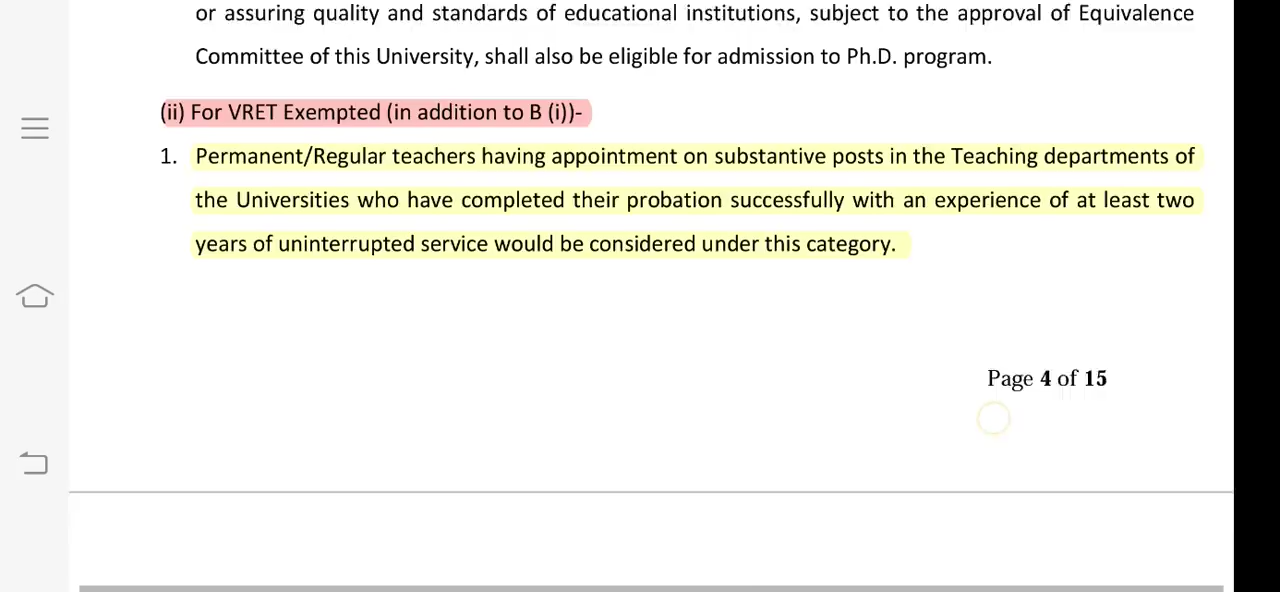 or assuring quality and standards of educational institutions, subject to the approval of Equivalence
Committee of this University, shall also be eligible for admission to Ph.D. program.
(ii) For VRET Exempted (in addition to B (i))-
1. Permanent/Regular teachers having appointment on substantive posts in the Teaching departments of
the Universities who have completed their probation successfully with an experience of at least two
years of uninterrupted service would be considered under this category.
Page 4 of 15